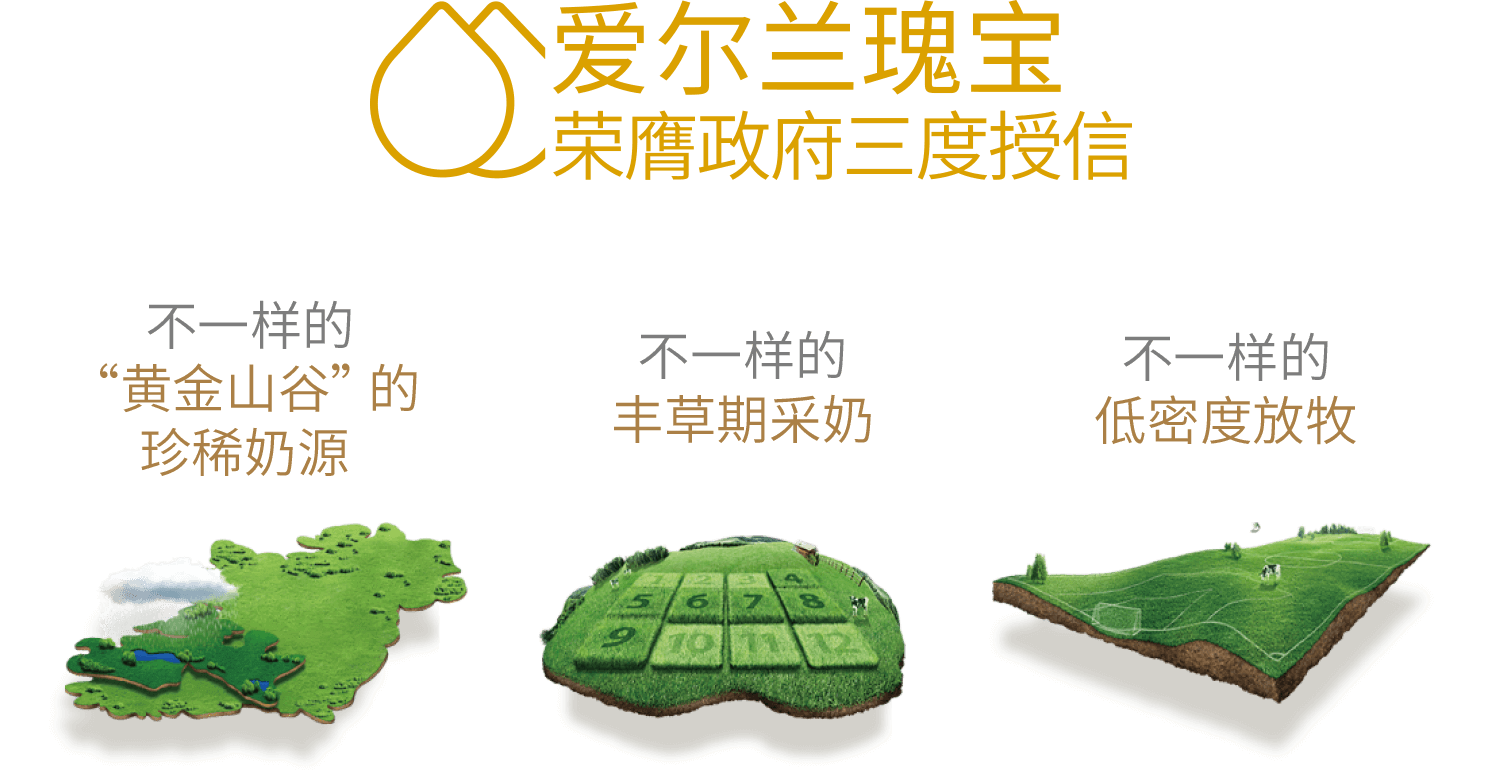 爱尔兰瑰宝
荣膺政府三度授信
不一样的
“黄金山谷” 的
珍稀奶源
不一样的
丰草期采奶
不一样的
低密度放牧
1 2 3 4
5 6 7 8
9 10 11 12